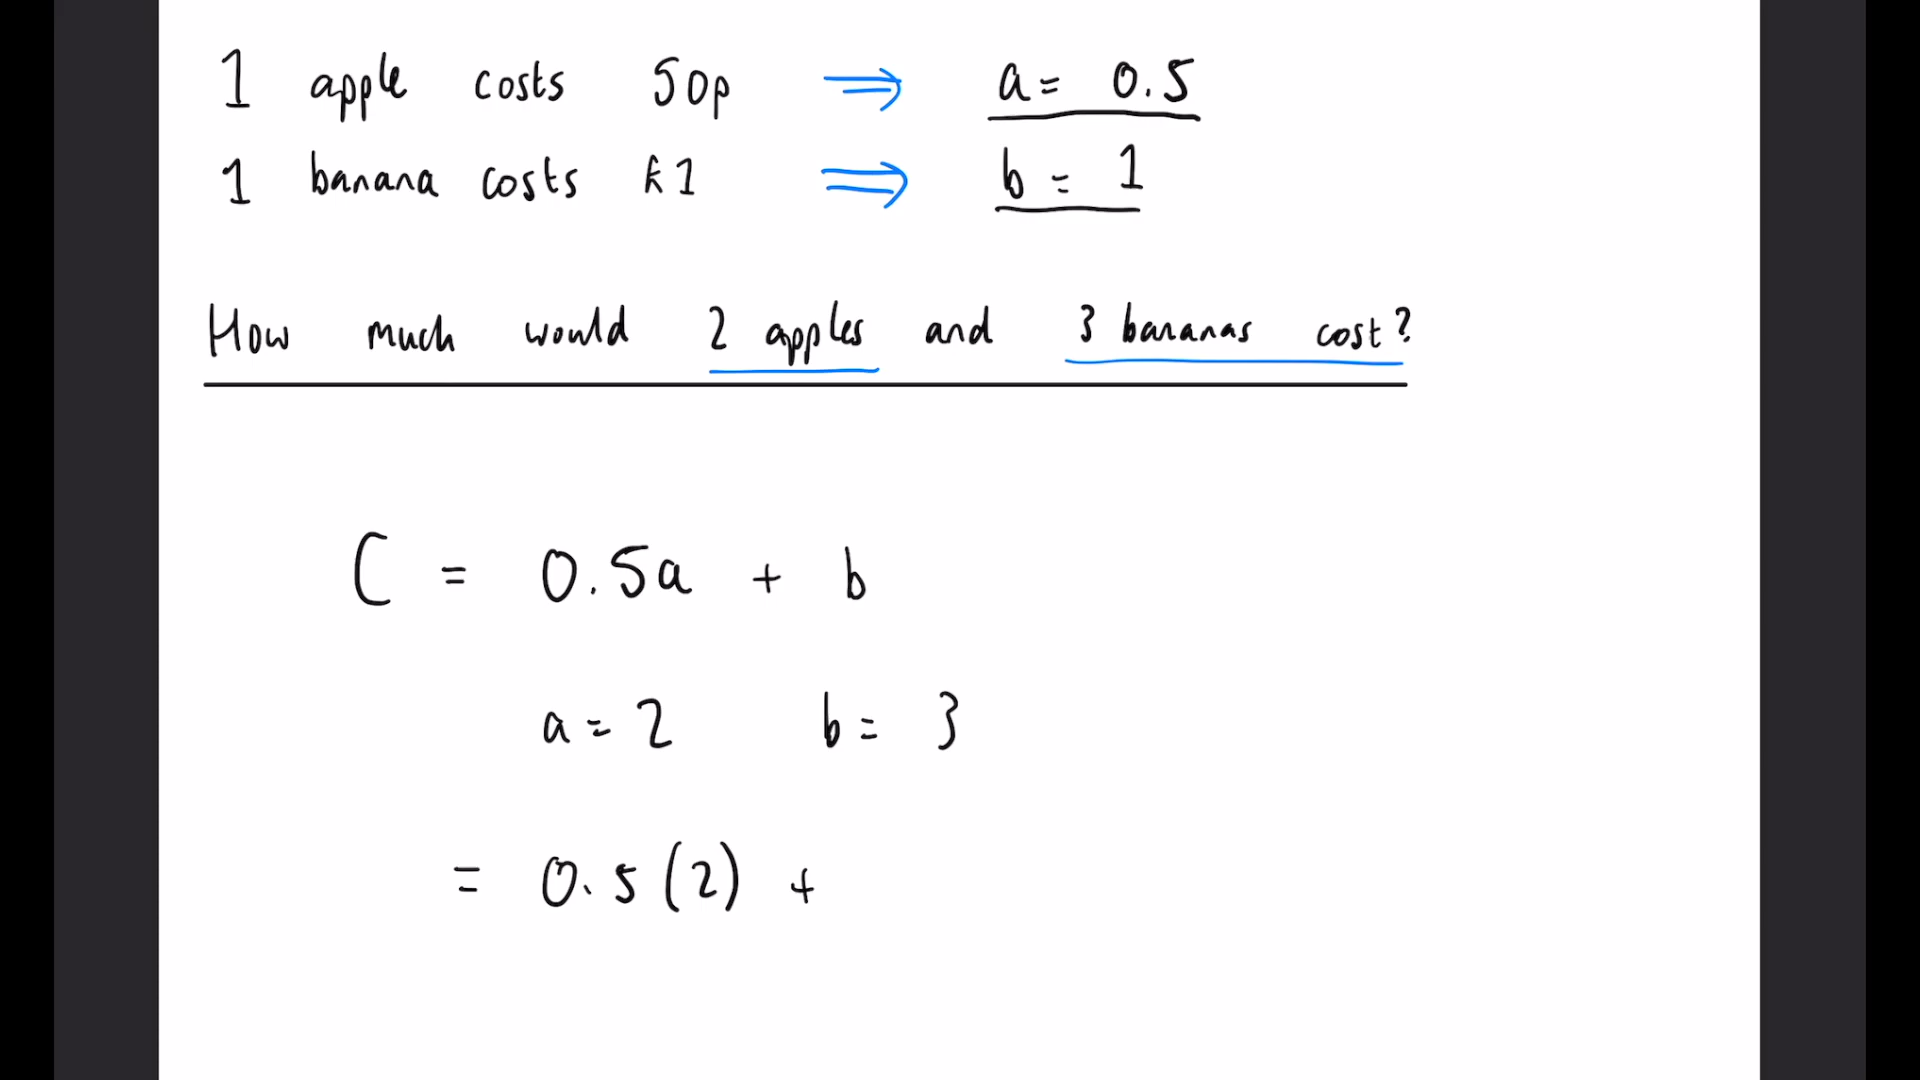 1 apple costs 50p ⇒ a = 0.5
1 banana costs £1 ⇒ b = 1
How much would 2 apples and 3 bananas cost?
C = 0.5a + b
a = 2 b = 3
= 0.5(2) +